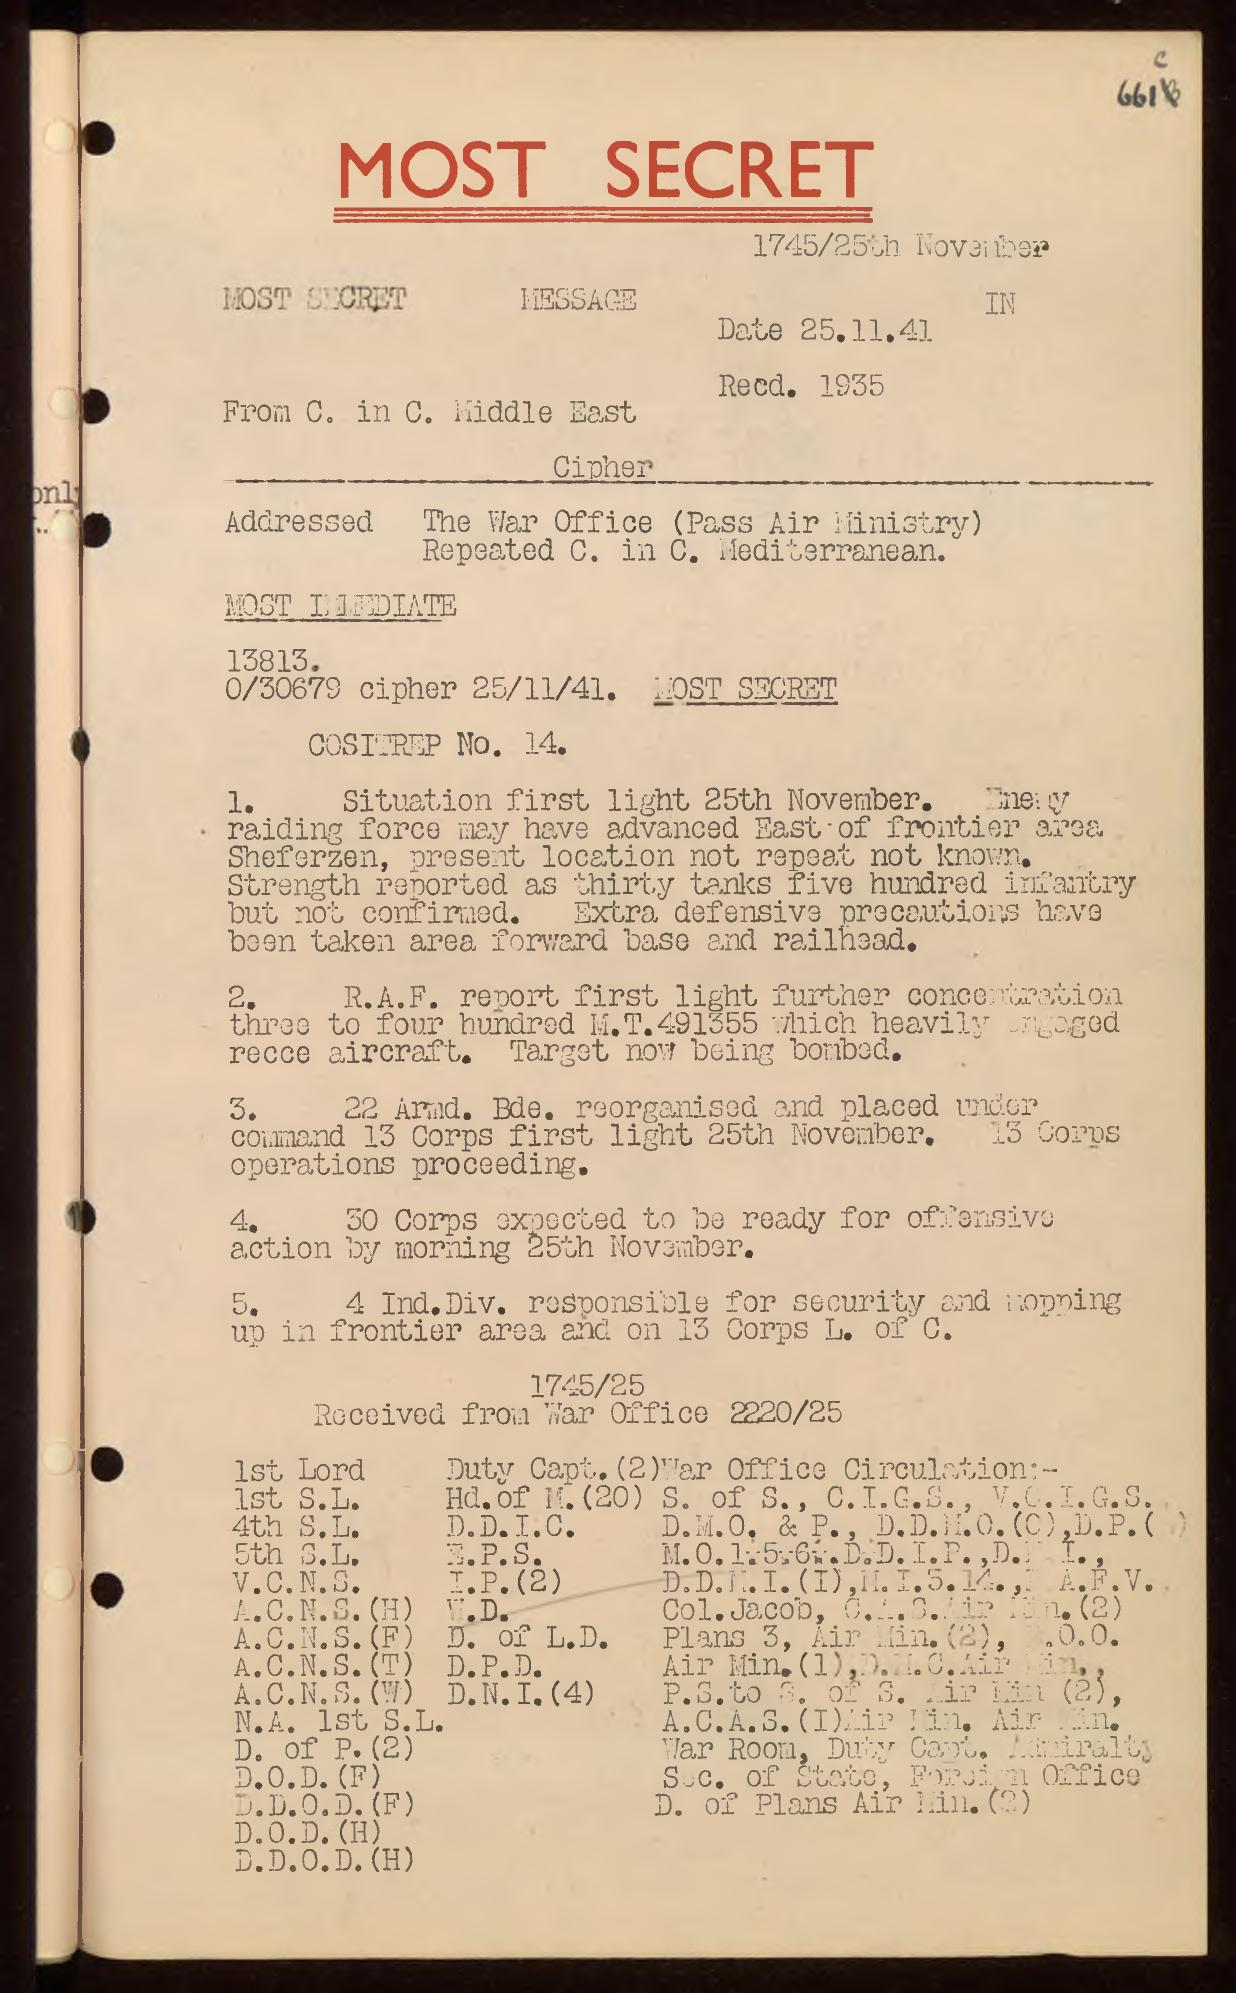 C
661B
MOST SECRET
1745/25th November
MOST SECRET MESSAGE IN
Date 25.11.41
Recd. 1935
From C. in C. Middle East
Cipher
only
Addressed The War Office (Pass Air Ministry)
Repeated C. in C. Mediterranean.
MOST IMMEDIATE
13813.
0/30679 cipher 25/11/41. MOST SECRET
COSITREP No. 14.
1. Situation first light 25th November. Enemy
raiding force may have advanced East of frontier area
Sheferzen, present location not repeat not known.
Strength reported as thirty tanks five hundred infantry
but not confirmed. Extra defensive precautions have
been taken area forward base and railhead.
2. R.A.F. report first light further concentration
three to four hundred M.T.491355 which heavily engaged
recce aircraft. Target now being bombed.
3. 22 Armd. Bde. reorganised and placed under
command 13 Corps first light 25th November. 13 Corps
operations proceeding.
4. 30 Corps expected to be ready for offensive
action by morning 25th November.
5. 4 Ind.Div. responsible for security and mopping
up in frontier area and on 13 Corps L. of C.
1745/25
Received from War Office 2220/25
1st Lord Duty Capt.(2) War Office Circulation:-
1st S.L. Hd.of M.(20) S. of S., C.I.G.S., V.C.I.G.S.
4th S.L. D.D.I.C. D.M.O. & P., D.D.M.O.(C),D.P.( )
5th S.L. E.P.S. M.O.1.5.6.D.D.I.P.,
V.C.N.S. I.P.(2) D.D.M.I.(I),M.I.3.14., A.F.V.
A.C.N.S.(H) Col.Jacob, C.A.S.Air Min.(2)
A.C.N.S.(F) D. of L.D. Plans 3, Air Min.(2),
A.C.N.S.(T) D.P.D. Air Min.(1), Air Min.,
A.C.N.S.(W) D.N.I.(4) P.S.to S. of S. Air Min (2),
N.A. 1st S.L. A.C.A.S.(I)Air Min. Air Min.
D. of P.(2) War Room, Duty Capt. Admiralty
D.O.D.(F) Sec. of State, Foreign Office
D.D.O.D.(F) D. of Plans Air Min.
D.O.D.(H)
D.D.O.D.(H)